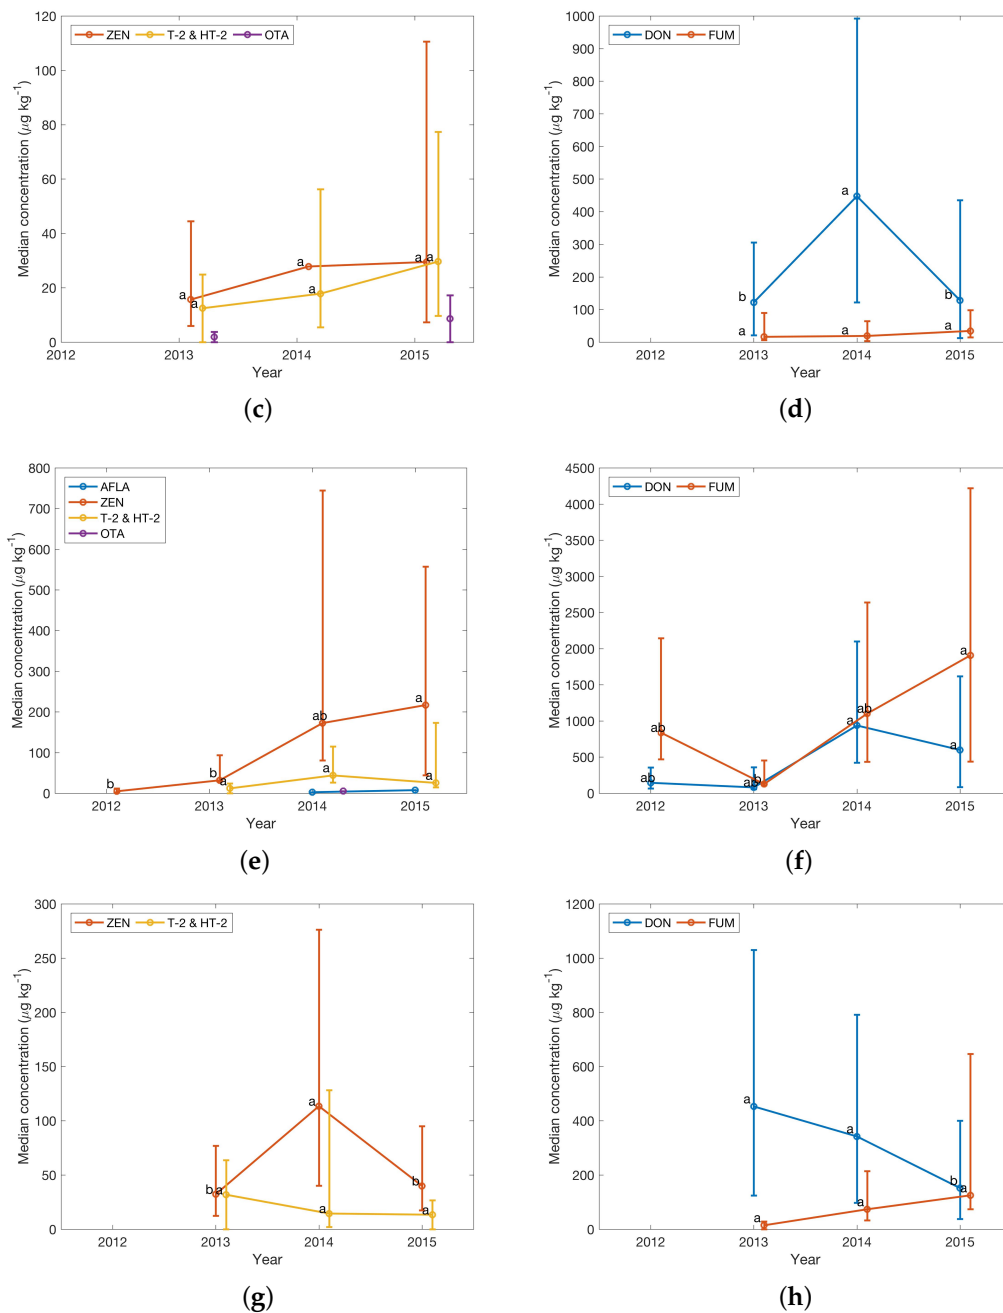 ZEN T-2 & HT-2 OTA
120
100
80
60
40
20
0
Median concentration (μg kg-1)
a a a a a a
2012 2013 2014 2015
Year
(c)
DON FUM
1000
900
800
700
600
500
400
300
200
100
0
Median concentration (μg kg-1)
b a b
a a a
2012 2013 2014 2015
Year
(d)
AFLA
ZEN
T-2 & HT-2
OTA
800
700
600
500
400
300
200
100
0
Median concentration (μg kg-1)
b b ab a
a a a
2012 2013 2014 2015
Year
(e)
DON FUM
4500
4000
3500
3000
2500
2000
1500
1000
500
0
Median concentration (μg kg-1)
ab b ab a
ab ab a a
2012 2013 2014 2015
Year
(f)
ZEN T-2 & HT-2
300
250
200
150
100
50
0
Median concentration (μg kg-1)
b a a b
a a
2012 2013 2014 2015
Year
(g)
DON FUM
1200
1000
800
600
400
200
0
Median concentration (μg kg-1)
a a b
a a a
2012 2013 2014 2015
Year
(h)